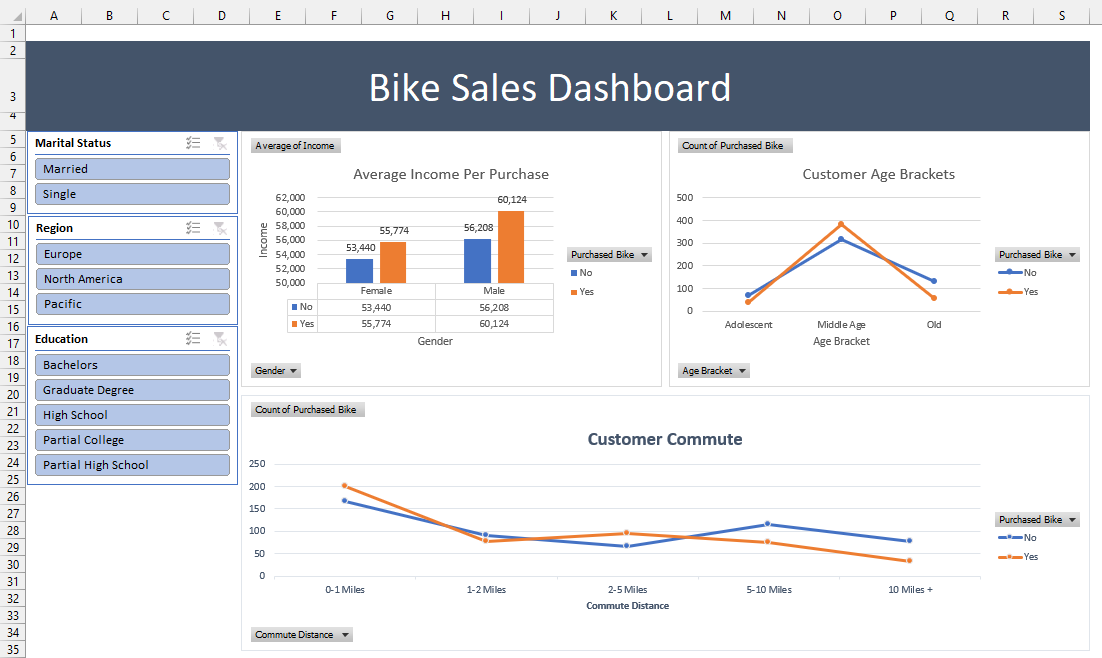 A B C D E F G H I J K L M N O P Q R S
1
2
3
4
5
6
7
8
9
10
11
12
13
14
15
16
17
18
19
20
21
22
23
24
25
26
27
28
29
30
31
32
33
34
35
Bike Sales Dashboard
Marital Status
Married
Single
Region
Europe
North America
Pacific
Education
Bachelors
Graduate Degree
High School
Partial College
Partial High School
Average of Income
Average Income Per Purchase
62,000
60,000
58,000
56,000
54,000
52,000
50,000
Income
53,440
55,774
56,208
60,124
Female Male
No 53,440 56,208
Yes 55,774 60,124
Gender
Purchased Bike
No
Yes
Gender
Count of Purchased Bike
Customer Age Brackets
500
400
300
200
100
0
Adolescent Middle Age Old
Age Bracket
Purchased Bike
No
Yes
Age Bracket
Count of Purchased Bike
Customer Commute
250
200
150
100
50
0
0-1 Miles 1-2 Miles 2-5 Miles 5-10 Miles 10 Miles +
Commute Distance
Purchased Bike
No
Yes
Commute Distance